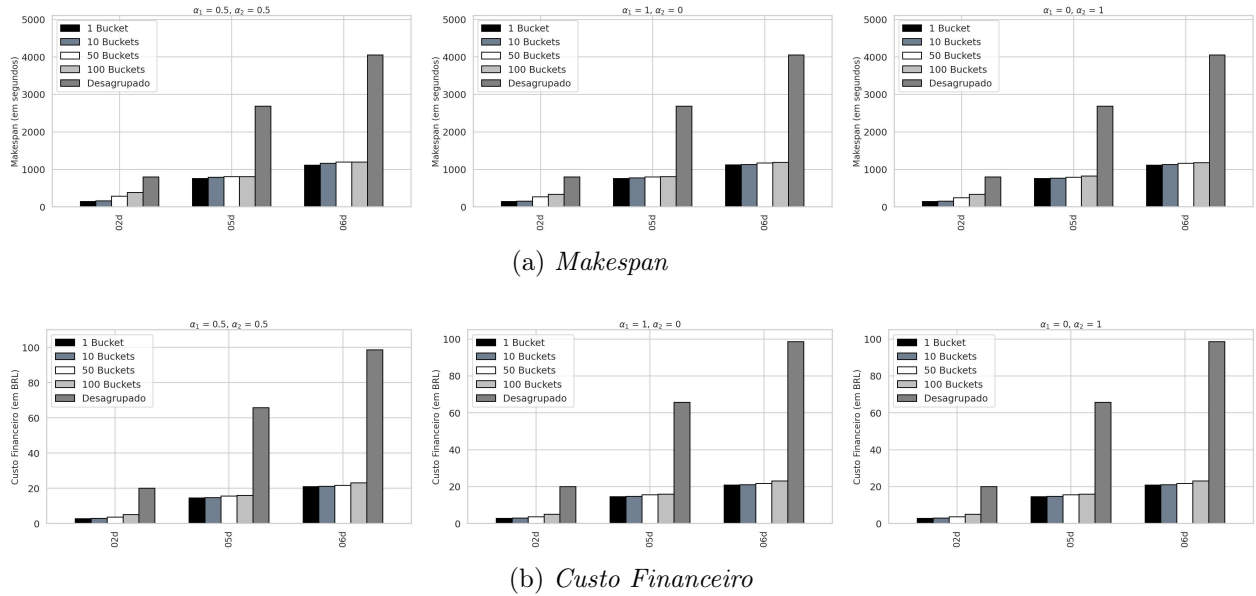 α₁ = 0.5, α₂ = 0.5
Makespan (em segundos)
5000
4000
3000
2000
1000
0
1 Bucket
10 Buckets
50 Buckets
100 Buckets
Desagrupado
02d
05d
06d
α₁ = 1, α₂ = 0
Makespan (em segundos)
5000
4000
3000
2000
1000
0
1 Bucket
10 Buckets
50 Buckets
100 Buckets
Desagrupado
02d
05d
06d
α₁ = 0, α₂ = 1
Makespan (em segundos)
5000
4000
3000
2000
1000
0
1 Bucket
10 Buckets
50 Buckets
100 Buckets
Desagrupado
02d
05d
06d
(a) Makespan
α₁ = 0.5, α₂ = 0.5
Custo Financeiro (em BRL)
100
80
60
40
20
0
1 Bucket
10 Buckets
50 Buckets
100 Buckets
Desagrupado
02d
05d
06d
α₁ = 1, α₂ = 0
Custo Financeiro (em BRL)
100
80
60
40
20
0
1 Bucket
10 Buckets
50 Buckets
100 Buckets
Desagrupado
02d
05d
06d
α₁ = 0, α₂ = 1
Custo Financeiro (em BRL)
100
80
60
40
20
0
1 Bucket
10 Buckets
50 Buckets
100 Buckets
Desagrupado
02d
05d
06d
(b) Custo Financeiro